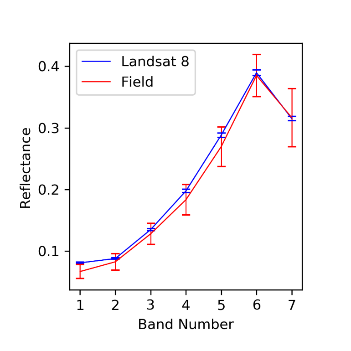 Landsat 8
Field
0.4
0.3
0.2
0.1
Reflectance
1 2 3 4 5 6 7
Band Number